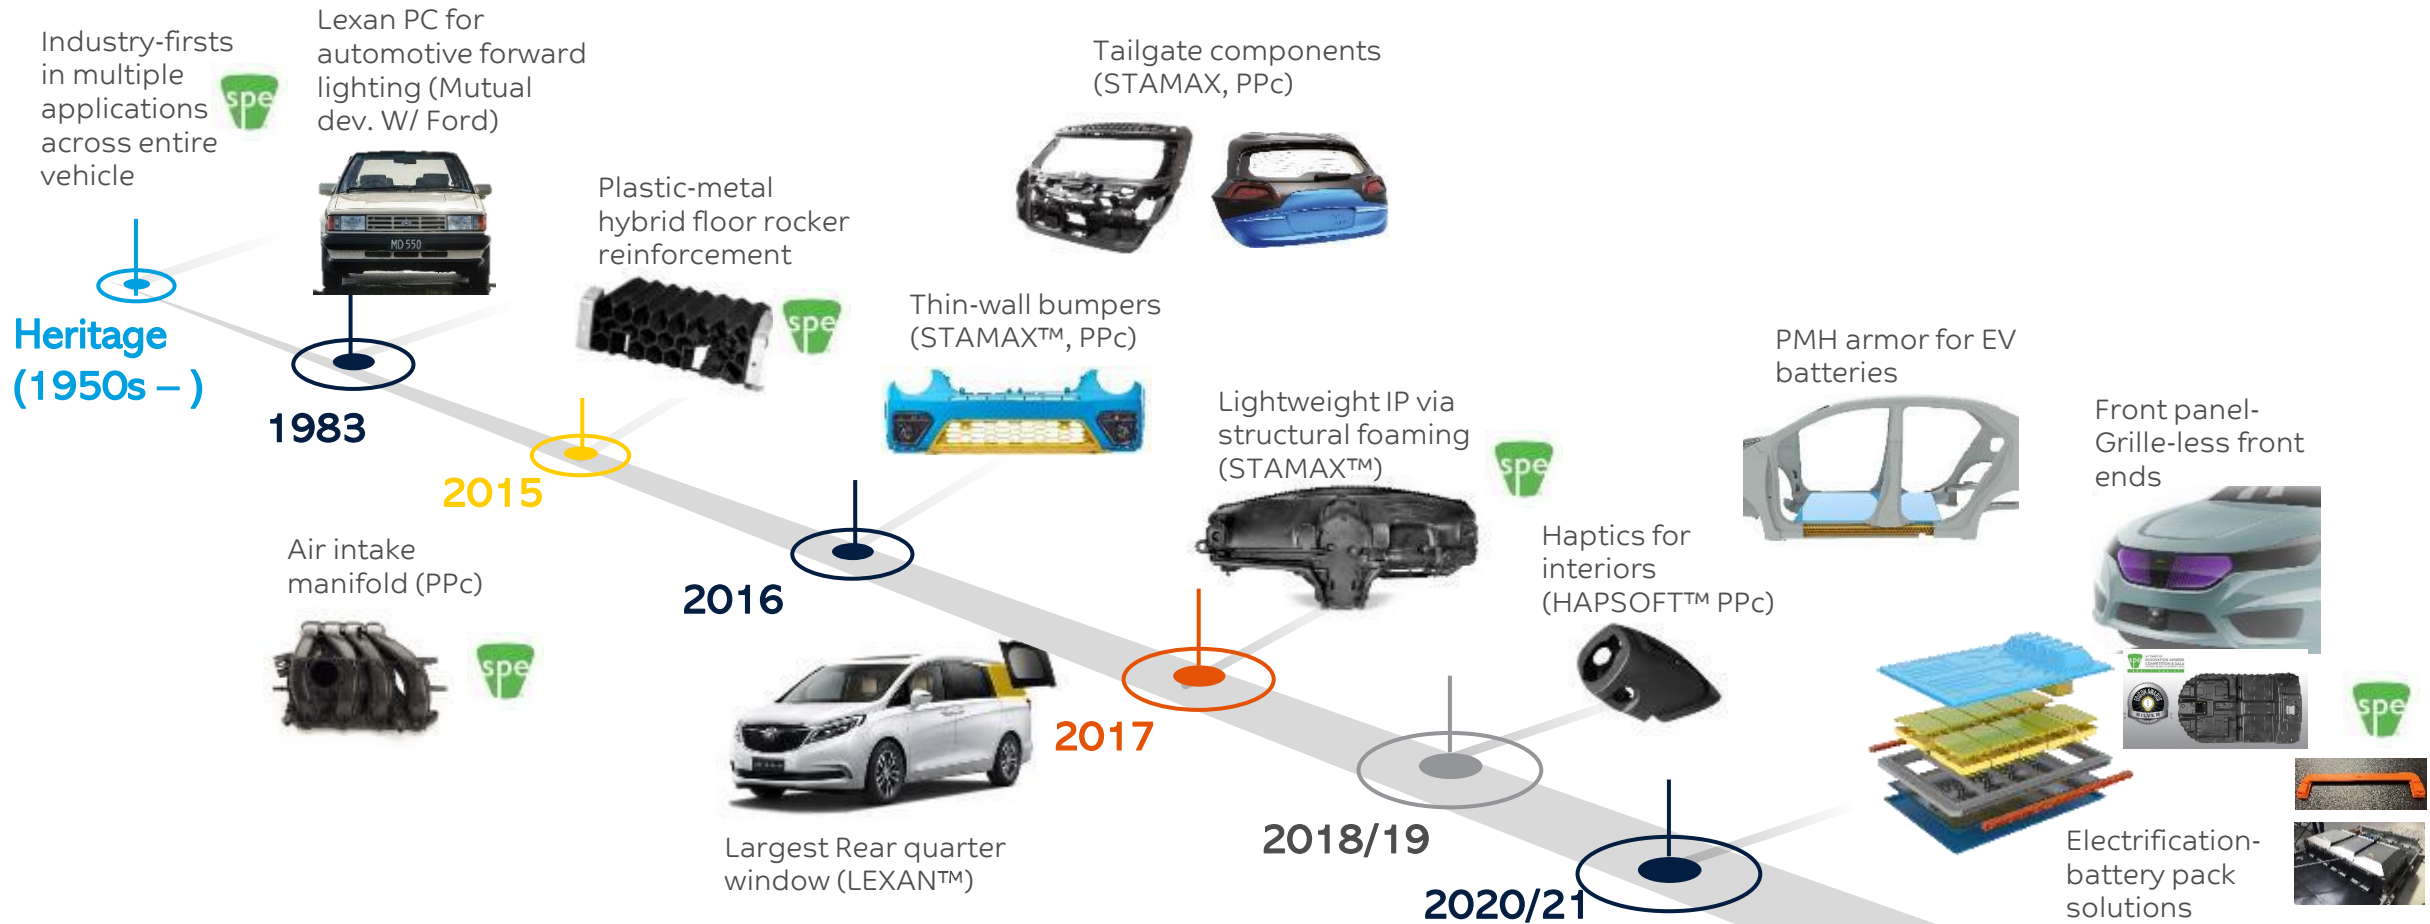 Industry-firsts
in multiple
applications
across entire
vehicle
spe
Heritage
(1950s – )
Lexan PC for
automotive forward
lighting (Mutual
dev. W/ Ford)
MD 550
1983
Plastic-metal
hybrid floor rocker
reinforcement
spe
2015
Air intake
manifold (PPc)
spe
Thin-wall bumpers
(STAMAX™, PPc)
2016
Largest Rear quarter
window (LEXAN™)
Tailgate components
(STAMAX, PPc)
Lightweight IP via
structural foaming
(STAMAX™)
spe
2017
Haptics for
interiors
(HAPSOFT™ PPc)
2018/19
PMH armor for EV
batteries
Front panel-
Grille-less front
ends
spe
spe
Electrification-
battery pack
solutions
2020/21